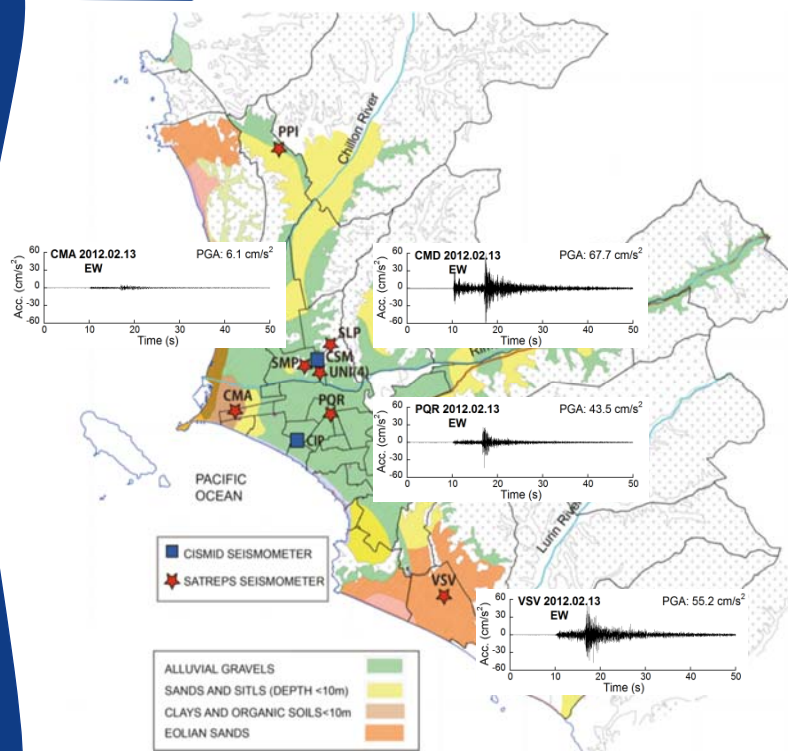 PPI
Chillon River
CMA 2012.02.13
EW
PGA: 6.1 cm/s²
Acc. (cm/s²)
60
30
0
-30
-60
0 10 20 30 40 50
Time (s)
CMD 2012.02.13
EW
PGA: 67.7 cm/s²
Acc. (cm/s²)
60
30
0
-30
-60
0 10 20 30 40 50
Time (s)
SLP
CSM
SMP
UNI(4)
CMA
PQR
CIP
PQR 2012.02.13
EW
PGA: 43.5 cm/s²
Acc. (cm/s²)
60
30
0
-30
-60
0 10 20 30 40 50
Time (s)
PACIFIC
OCEAN
Lurin River
CISMID SEISMOMETER
SATREPS SEISMOMETER
VSV
VSV 2012.02.13
EW
PGA: 55.2 cm/s²
Acc. (cm/s²)
60
30
0
-30
-60
0 10 20 30 40 50
Time (s)
ALLUVIAL GRAVELS
SANDS AND SITLS (DEPTH <10m)
CLAYS AND ORGANIC SOILS<10m
EOLIAN SANDS